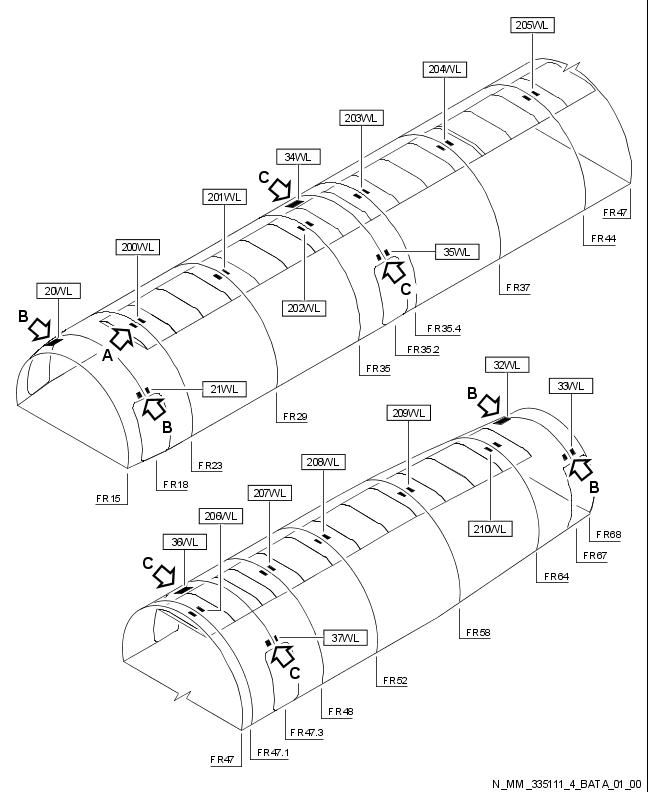 205WL
204WL
203WL
34WL
C
201WL
200WL
20WL
B
A
202WL
35WL
C
21WL
B
FR47
FR44
FR37
FR35.4
FR35.2
FR35
FR29
FR23
FR18
FR15
32WL
B
33WL
209WL
208WL
207WL
206WL
36WL
C
210WL
B
37WL
C
FR68
FR67
FR64
FR58
FR52
FR48
FR47.3
FR47.1
FR47
N_MM_335111_4_BATA_01_00